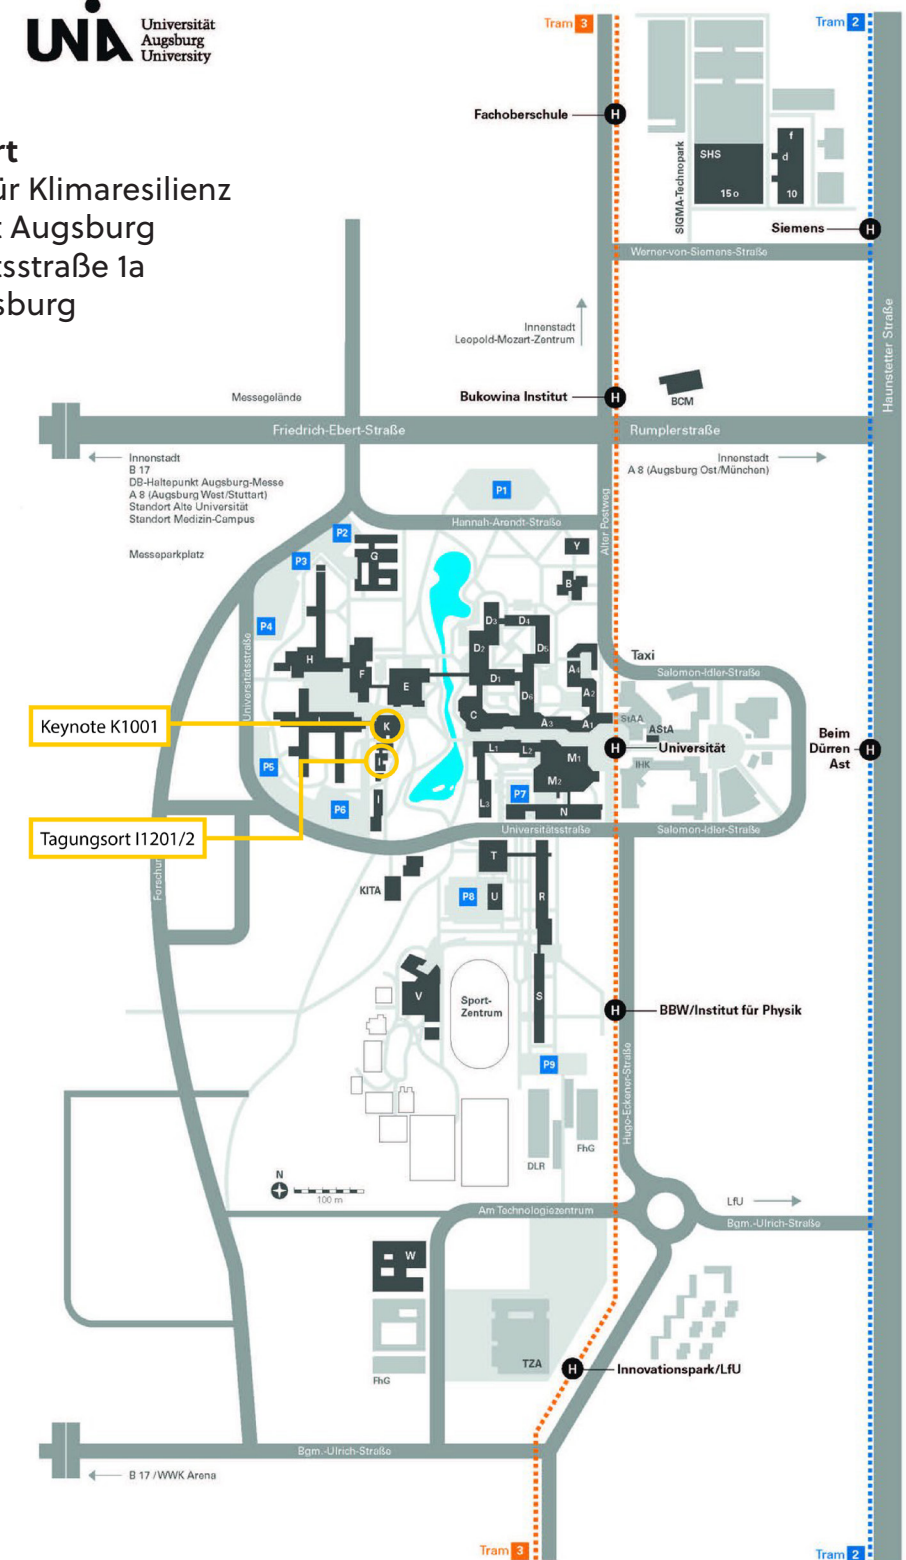 UNIA
Universität
Augsburg
University
Tram 3
Tram 2
rt
ür Klimaresilienz
t Augsburg
tsstraße 1a
sburg
Fachoberschule
H
SIGMA-Technopark
SHS
15 o
f
d
10
Siemens
H
Werner-von-Siemens-Straße
Haunstetter Straße
Innenstadt
Leopold-Mozart-Zentrum
Messegelände
Bukowina Institut
H
BCM
Friedrich-Ebert-Straße
Rumplerstraße
Innenstadt
B 17
DB-Haltepunkt Augsburg-Messe
A 8 (Augsburg West/Stuttart)
Standort Alte Universität
Standort Medizin-Campus
Messeparkplatz
Innenstadt
A 8 (Augsburg Ost/München)
P1
Hannah-Arendt-Straße
Alter Postweg
P2
P3
P4
G
Y
B
D3
D4
D2
D5
D1
D6
A4
A2
H
F
E
C
A3
A1
Universitätsstraße
Taxi
Salomon-Idler-Straße
StAA
AStA
IHK
H
Universität
Beim
Dürren
Ast
H
Keynote K1001
K
J
I
I
L1
L2
L3
M1
M2
N
P5
P6
P7
Tagungsort I1201/2
Universitätsstraße
Salomon-Idler-Straße
Forschun
KITA
T
P8
U
R
V
Sport-
Zentrum
S
H
BBW/Institut für Physik
P9
Hugo-Eckener-Straße
DLR
FhG
N
100 m
Am Technologiezentrum
LfU
Bgm.-Ulrich-Straße
W
FhG
TZA
H
Innovationspark/LfU
Bgm.-Ulrich-Straße
B 17 / WWK Arena
Tram 3
Tram 2